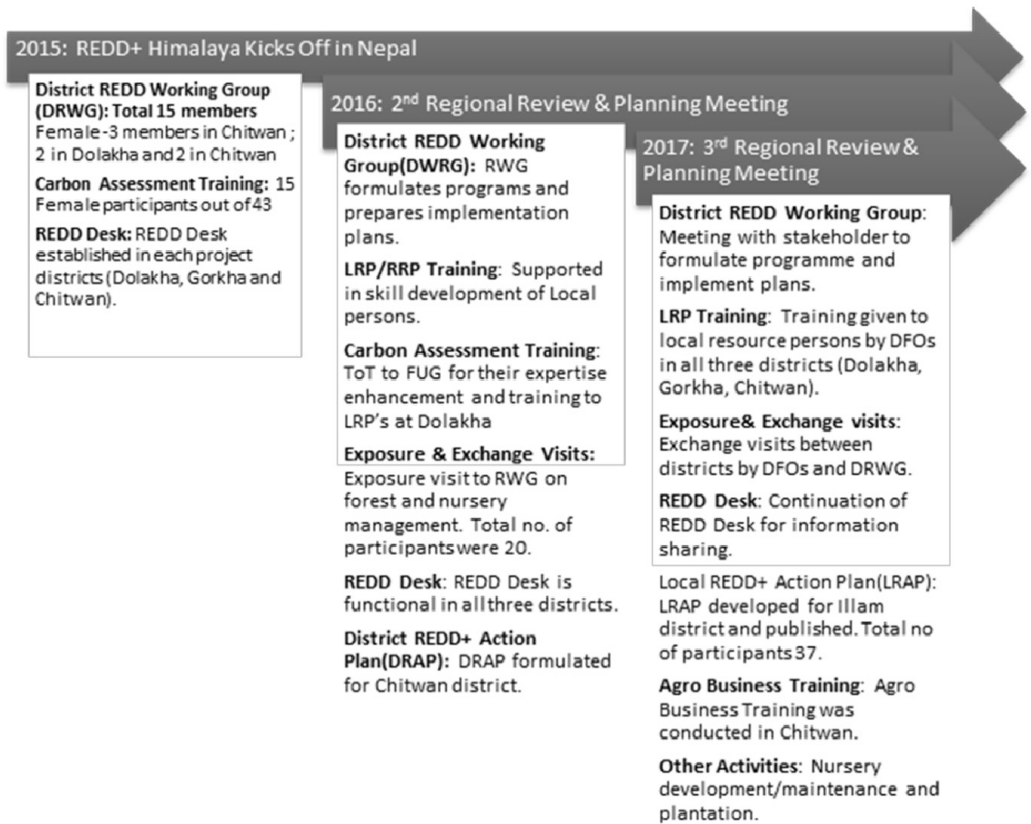 2015: REDD+ Himalaya Kicks Off in Nepal
District REDD Working Group
(DRWG): Total 15 members
Female-3 members in Chitwan ;
2 in Dolakha and 2 in Chitwan
Carbon Assessment Training: 15
Female participants out of 43
REDD Desk: REDD Desk
established in each project
districts (Dolakha, Gorkha and
Chitwan).
2016: 2nd Regional Review & Planning Meeting
District REDD Working
Group(DWRG): RWG
formulates programs and
prepares implementation
plans.
LRP/RRP Training: Supported
in skill development of Local
persons.
Carbon Assessment Training:
ToT to FUG for their expertise
enhancement and training to
LRP's at Dolakha
Exposure & Exchange Visits:
Exposure visit to RWG on
forest and nursery
management. Total no. of
participants were 20.
REDD Desk: REDD Desk is
functional in all three districts.
District REDD+ Action
Plan(DRAP): DRAP formulated
for Chitwan district.
2017: 3rd Regional Review &
Planning Meeting
District REDD Working Group:
Meeting with stakeholder to
formulate programme and
implement plans.
LRP Training: Training given to
local resource persons by DFOs
in all three districts (Dolakha,
Gorkha, Chitwan).
Exposure& Exchange visits:
Exchange visits between
districts by DFOs and DRWG.
REDD Desk: Continuation of
REDD Desk for information
sharing.
Local REDD+ Action Plan(LRAP):
LRAP developed for Illam
district and published. Total no
of participants 37.
Agro Business Training: Agro
Business Training was
conducted in Chitwan.
Other Activities: Nursery
development/maintenance and
plantation.